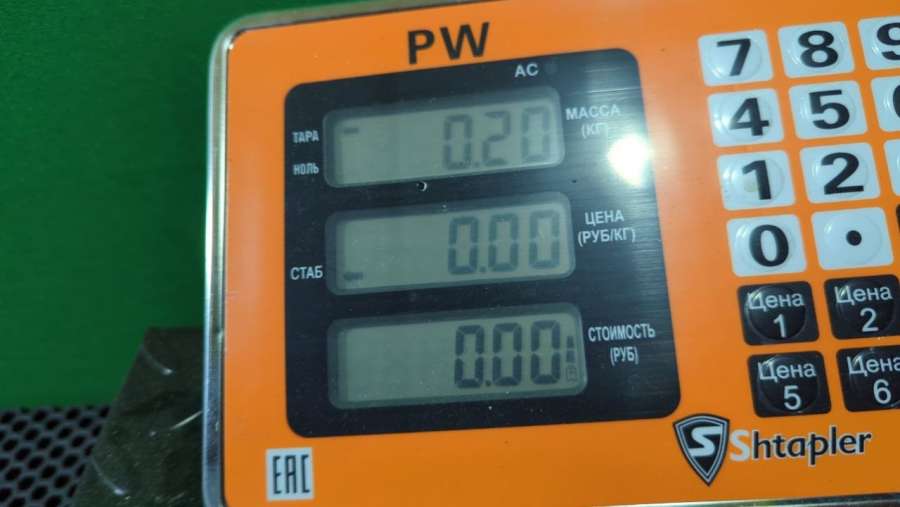 PW
AC
ТАРА
НОЛЬ
0.20
МАССА
(КГ)
СТАБ
0.00
ЦЕНА
(РУБ/КГ)
0.00
СТОИМОСТЬ
(РУБ)
7 8 9
4 5
1 2
0 .
Цена
1
Цена
2
Цена
5
Цена
6
EAC
S Shtapler